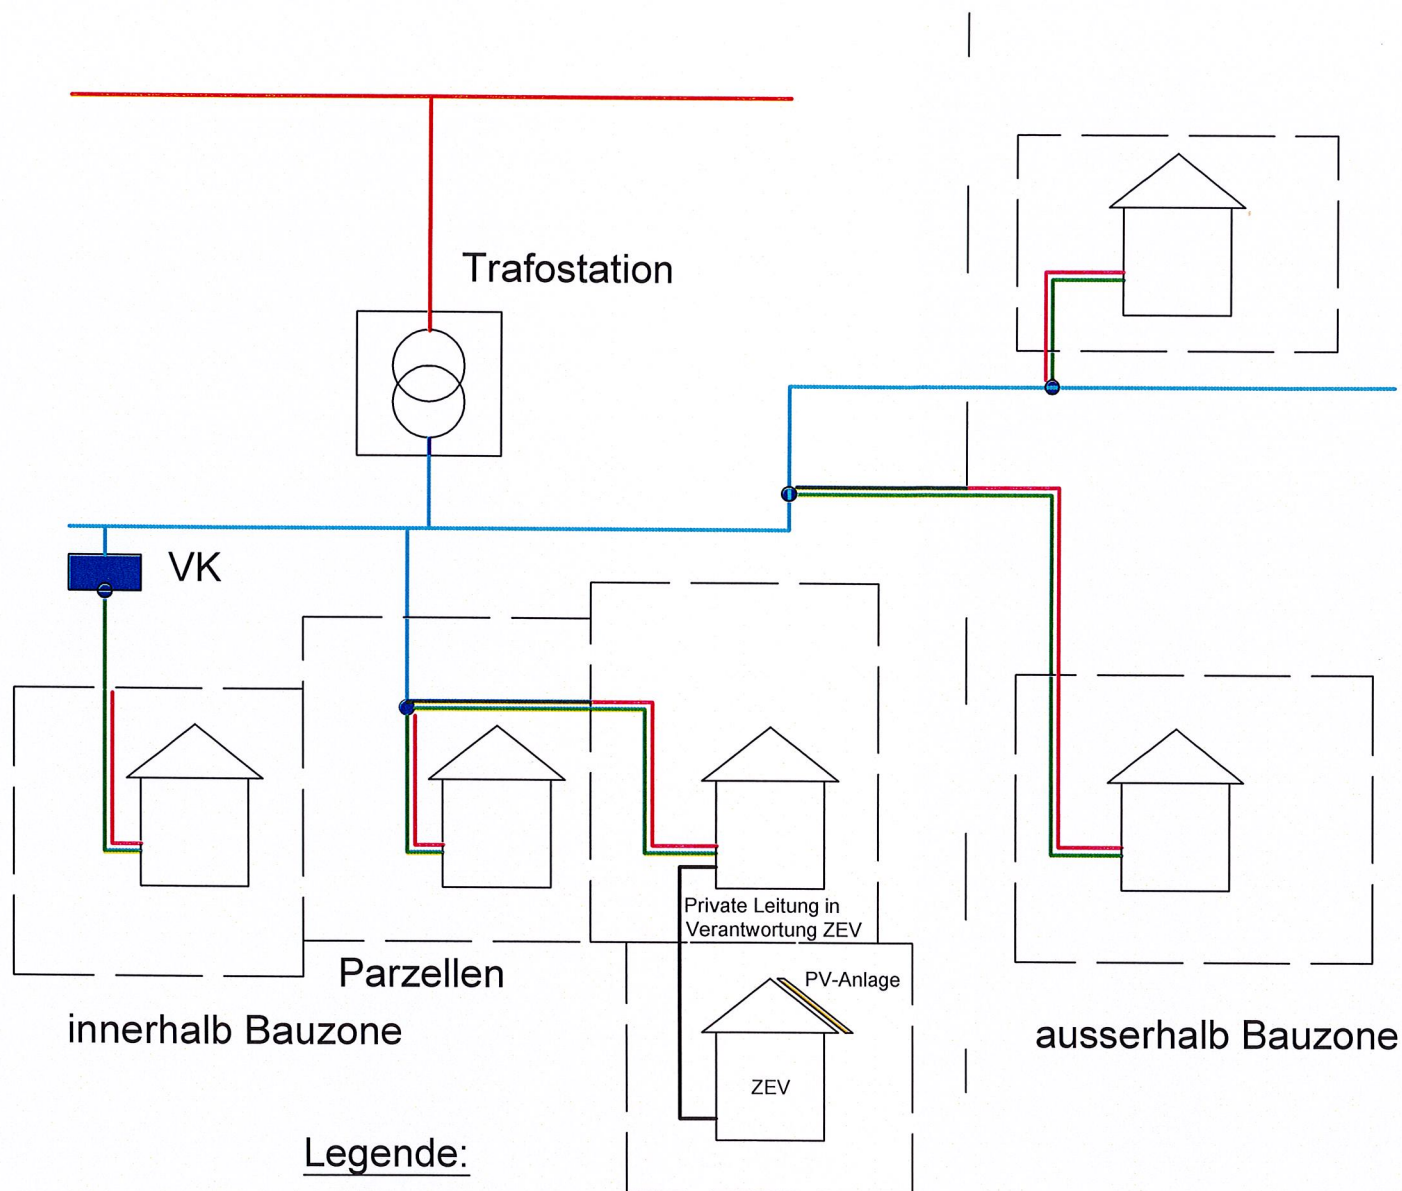 Trafostation
VK
Private Leitung in
Verantwortung ZEV
Parzellen
PV-Anlage
innerhalb Bauzone
ausserhalb Bauzone
ZEV
Legende: